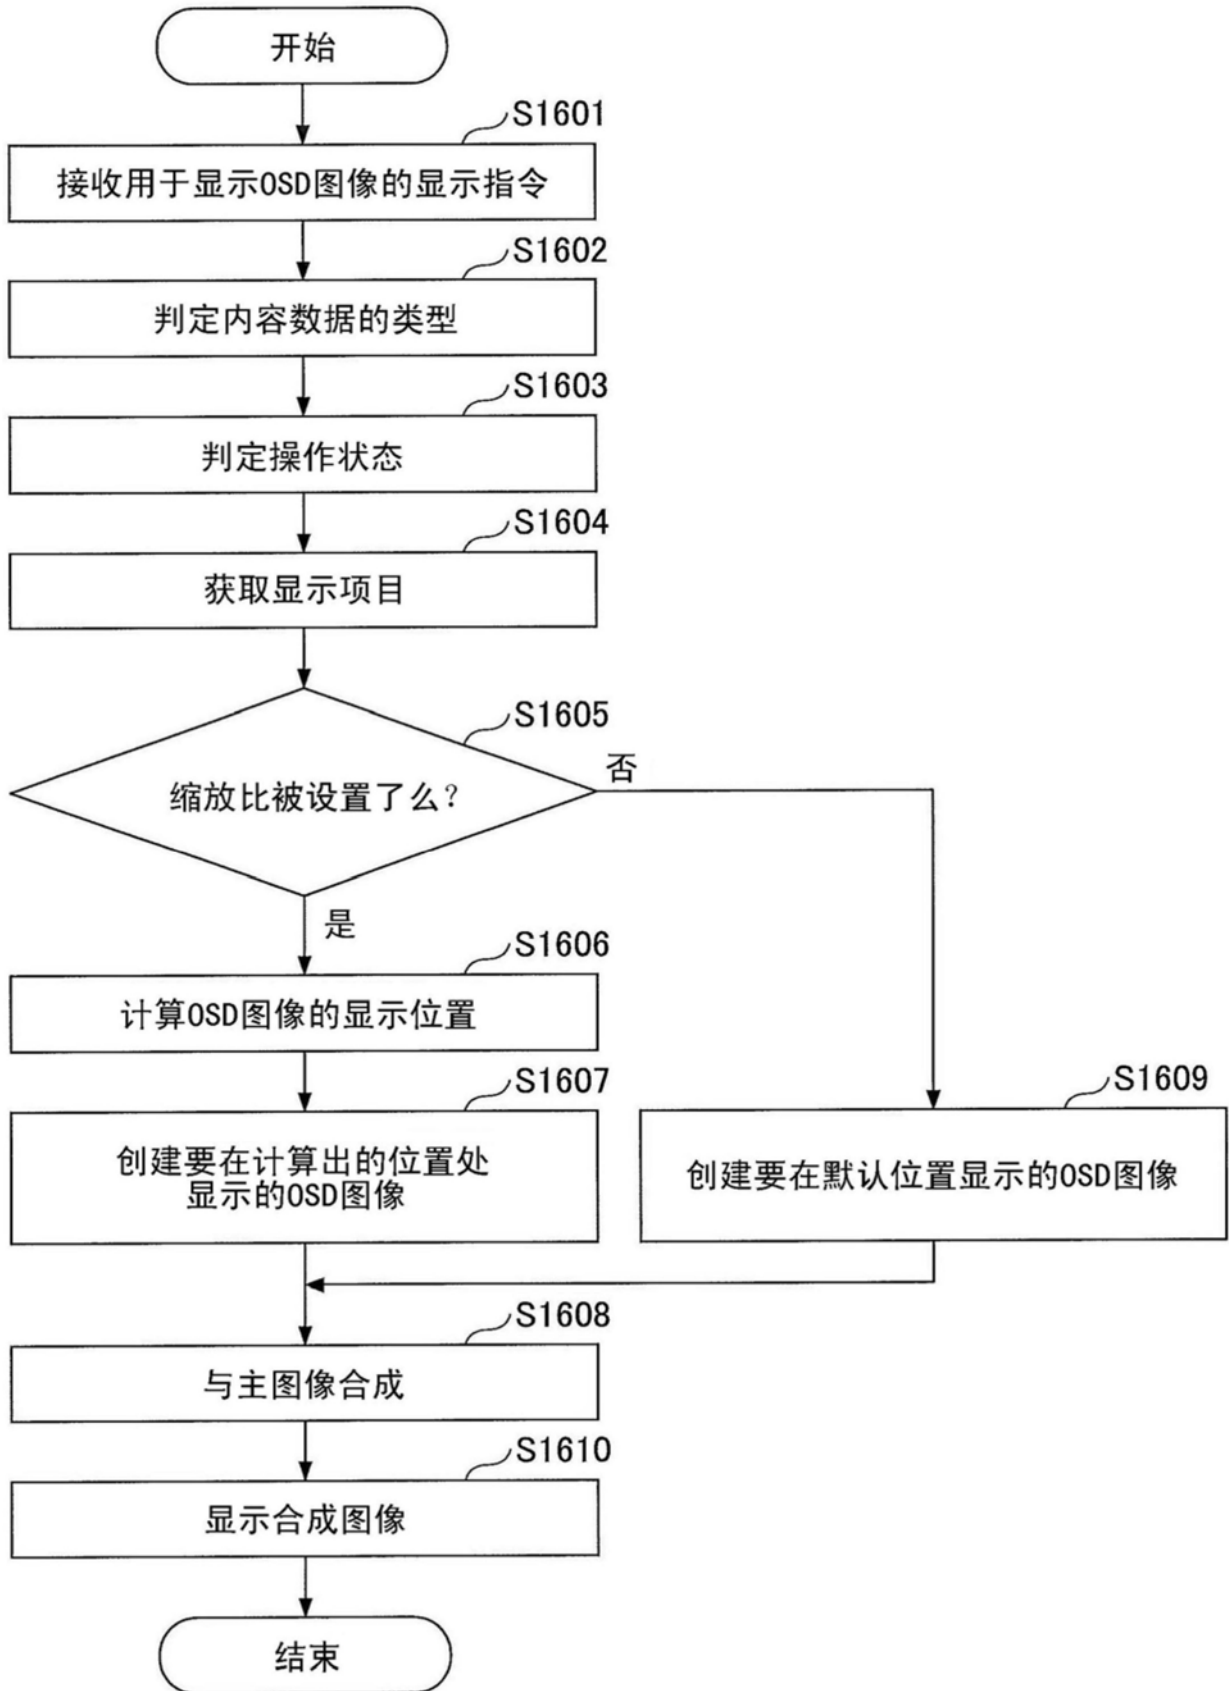 开始
S1601
接收用于显示OSD图像的显示指令
S1602
判定内容数据的类型
S1603
判定操作状态
S1604
获取显示项目
S1605
缩放比被设置了么？
否
是
S1606
计算OSD图像的显示位置
S1607
创建要在计算出的位置处
显示的OSD图像
S1609
创建要在默认位置显示的OSD图像
S1608
与主图像合成
S1610
显示合成图像
结束